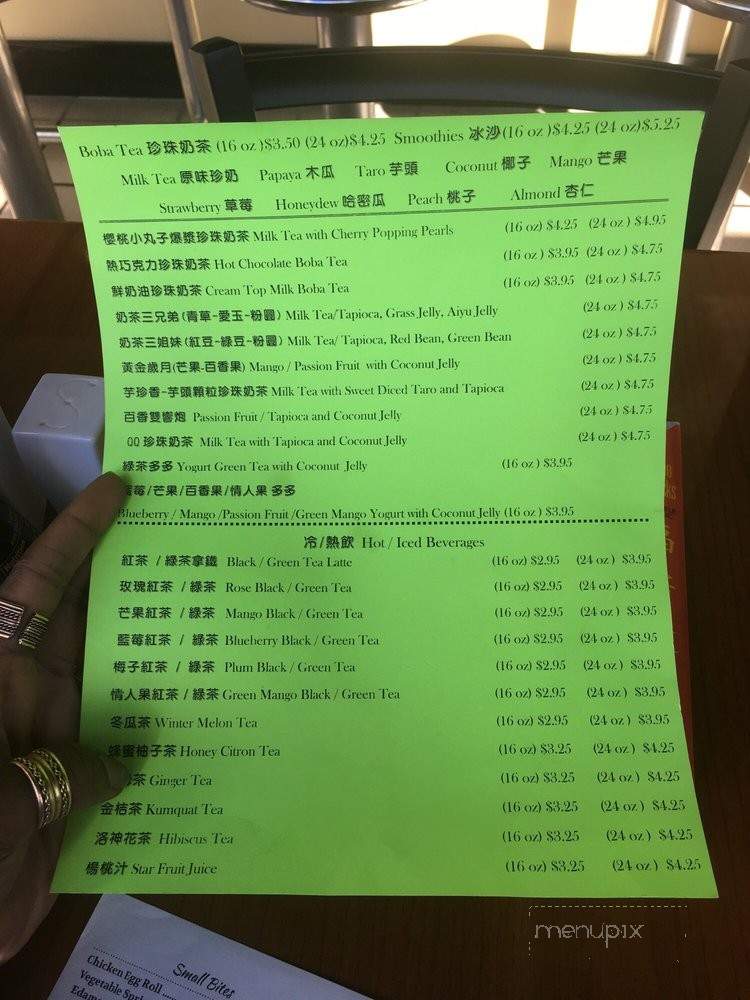 Boba Tea 珍珠奶茶 (16 oz )$3.50 (24 oz)$4.25 Smoothies 冰沙(16 oz )$4.25 (24 oz)$5.25
Milk Tea 原味珍奶 Papaya 木瓜 Taro 芋頭 Coconut 椰子 Mango 芒果
Strawberry 草莓 Honeydew 哈密瓜 Peach 桃子 Almond 杏仁
櫻桃小丸子爆漿珍珠奶茶 Milk Tea with Cherry Popping Pearls (16 oz) $4.25 (24 oz ) $4.95
熱巧克力珍珠奶茶 Hot Chocolate Boba Tea (16 oz ) $3.95 (24 oz ) $4.75
鮮奶油珍珠奶茶 Cream Top Milk Boba Tea (16 oz) $3.95 (24 oz ) $4.75
奶茶三兄弟 (青草-愛玉-粉圓) Milk Tea/Tapioca, Grass Jelly, Aiyu Jelly (24 oz ) $4.75
奶茶三姐妹 (紅豆-綠豆-粉圓) Milk Tea/ Tapioca, Red Bean, Green Bean (24 oz ) $4.75
黃金歲月(芒果-百香果) Mango / Passion Fruit with Coconut Jelly (24 oz ) $4.75
芋珍香-芋頭顆粒珍珠奶茶 Milk Tea with Sweet Diced Taro and Tapioca (24 oz ) $4.75
百香雙響炮 Passion Fruit / Tapioca and Coconut Jelly (24 oz ) $4.75
QQ 珍珠奶茶 Milk Tea with Tapioca and Coconut Jelly (24 oz ) $4.75
綠茶多多 Yogurt Green Tea with Coconut Jelly (16 oz ) $3.95
莓/芒果/百香果/情人果 多多
Blueberry / Mango /Passion Fruit /Green Mango Yogurt with Coconut Jelly (16 oz ) $3.95
冷/熱飲 Hot / Iced Beverages
紅茶 / 綠茶拿鐵 Black / Green Tea Latte (16 oz) $2.95 (24 oz ) $3.95
玫瑰紅茶 / 綠茶 Rose Black / Green Tea (16 oz) $2.95 (24 oz ) $3.95
芒果紅茶 / 綠茶 Mango Black / Green Tea (16 oz) $2.95 (24 oz ) $3.95
藍莓紅茶 / 綠茶 Blueberry Black / Green Tea (16 oz) $2.95 (24 oz ) $3.95
梅子紅茶 / 綠茶 Plum Black / Green Tea (16 oz) $2.95 (24 oz ) $3.95
情人果紅茶 / 綠茶 Green Mango Black / Green Tea (16 oz) $2.95 (24 oz ) $3.95
冬瓜茶 Winter Melon Tea (16 oz) $2.95 (24 oz ) $3.95
蜂蜜柚子茶 Honey Citron Tea (16 oz) $3.25 (24 oz ) $4.25
茶 Ginger Tea (16 oz) $3.25 (24 oz ) $4.25
金桔茶 Kumquat Tea (16 oz) $3.25 (24 oz ) $4.25
洛神花茶 Hibiscus Tea (16 oz) $3.25 (24 oz ) $4.25
楊桃汁 Star Fruit Juice (16 oz) $3.25 (24 oz ) $4.25
menupix
Small Bites
Chicken Egg Roll
Vegetable